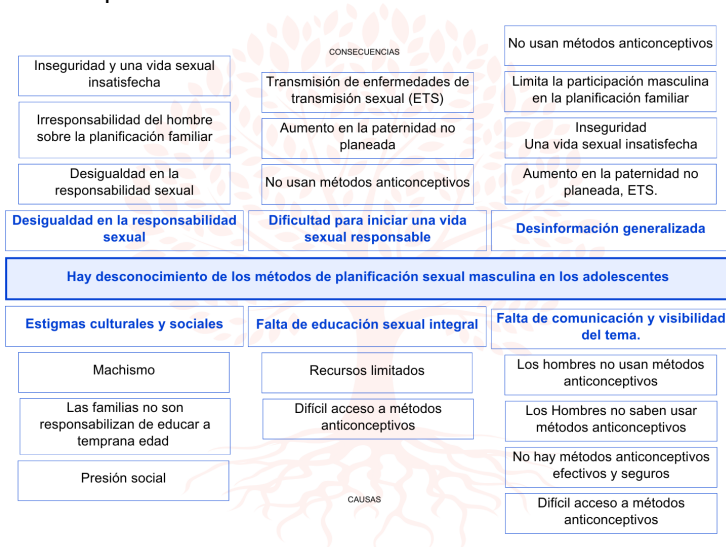 CONSECUENCIAS
Inseguridad y una vida sexual
insatisfecha
Irresponsabilidad del hombre
sobre la planificación familiar
Desigualdad en la
responsabilidad sexual
Desigualdad en la responsabilidad
sexual
Transmisión de enfermedades de
transmisión sexual (ETS)
Aumento en la paternidad no
planeada
No usan métodos anticonceptivos
Dificultad para iniciar una vida
sexual responsable
No usan métodos anticonceptivos
Limita la participación masculina
en la planificación familiar
Inseguridad
Una vida sexual insatisfecha
Aumento en la paternidad no
planeada, ETS.
Desinformación generalizada
Hay desconocimiento de los métodos de planificación sexual masculina en los adolescentes
Estigmas culturales y sociales
Machismo
Las familias no son
responsabilizan de educar a
temprana edad
Presión social
Falta de educación sexual integral
Recursos limitados
Difícil acceso a métodos
anticonceptivos
Falta de comunicación y visibilidad
del tema.
Los hombres no usan métodos
anticonceptivos
Los Hombres no saben usar
métodos anticonceptivos
No hay métodos anticonceptivos
efectivos y seguros
Difícil acceso a métodos
anticonceptivos
CAUSAS